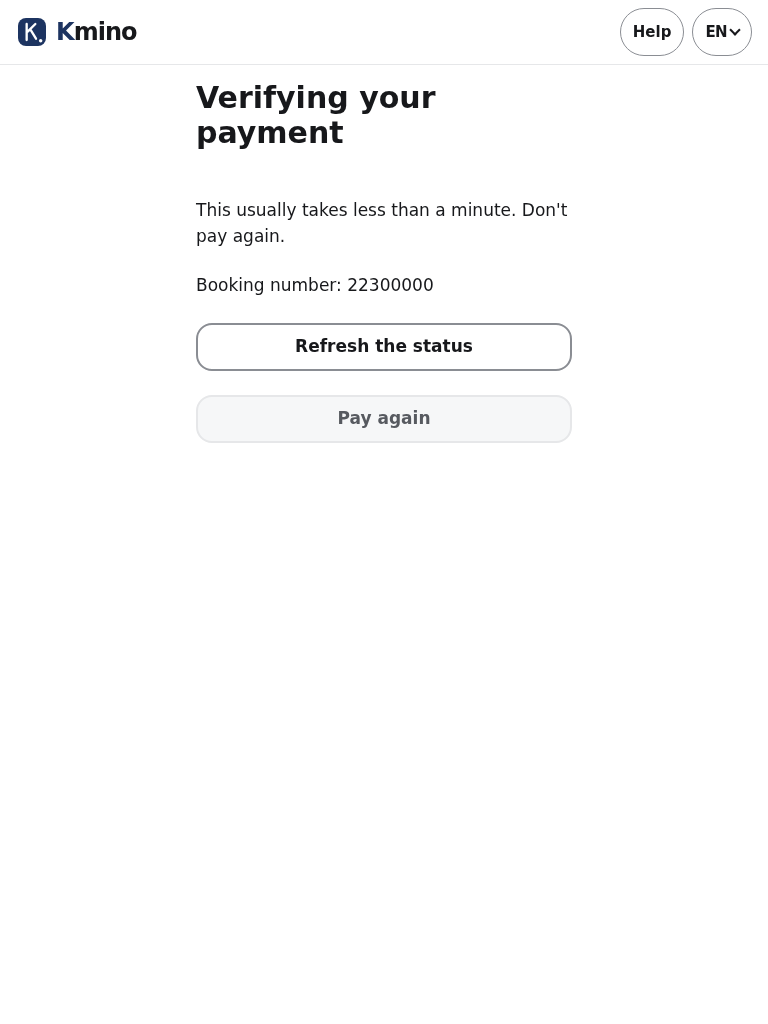 K. Kmino
Help
EN
Verifying your
payment
This usually takes less than a minute. Don't
pay again.
Booking number: 22300000
Refresh the status
Pay again